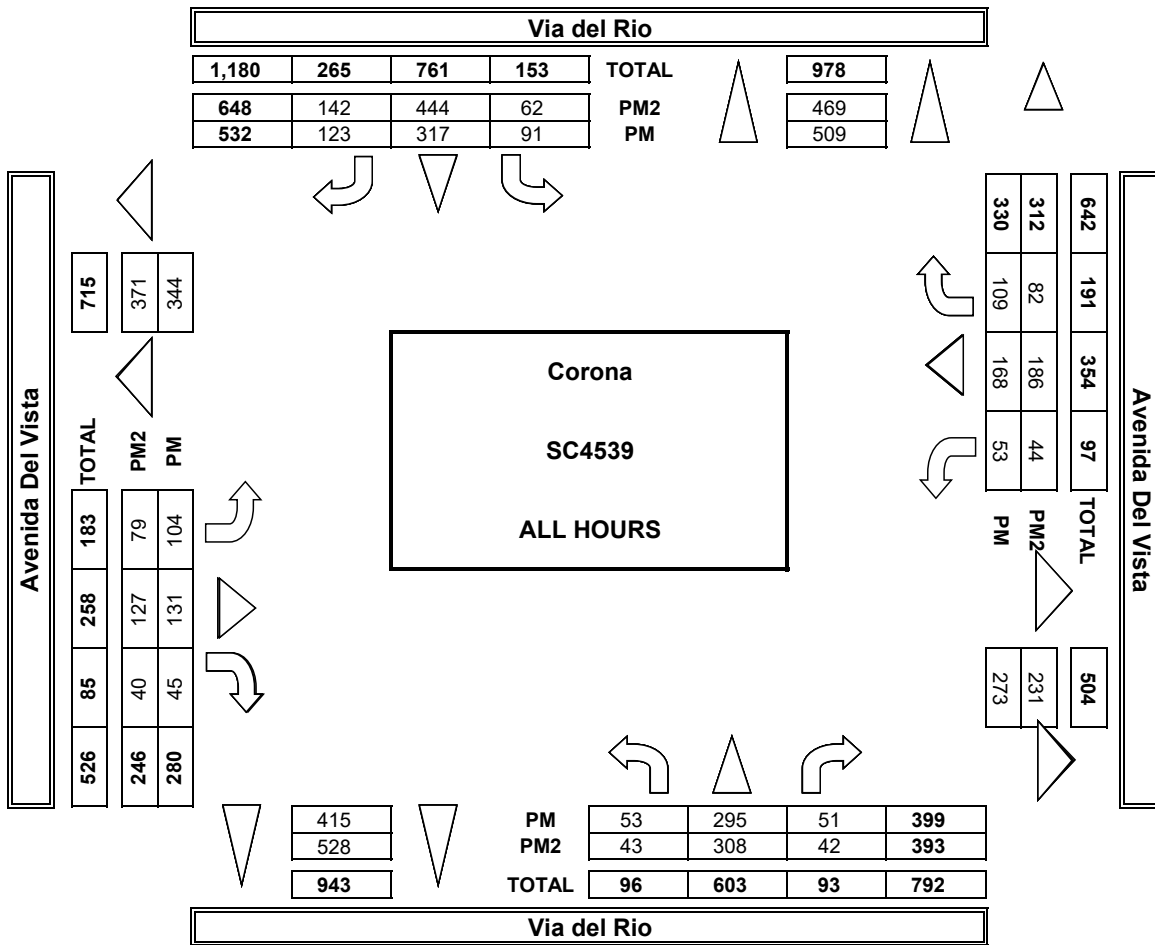 Via del Rio
1,180 265 761 153 TOTAL 978
648 142 444 62 PM2 469
532 123 317 91 PM 509
Avenida Del Vista
715 371 344
TOTAL PM2 PM
183 79 104
258 127 131
85 40 45
526 246 280
Corona
SC4539
ALL HOURS
330 312 642
109 82 191
168 186 354
53 44 97
PM PM2 TOTAL
273 231 504
Avenida Del Vista
415 PM 53 295 51 399
528 PM2 43 308 42 393
943 TOTAL 96 603 93 792
Via del Rio